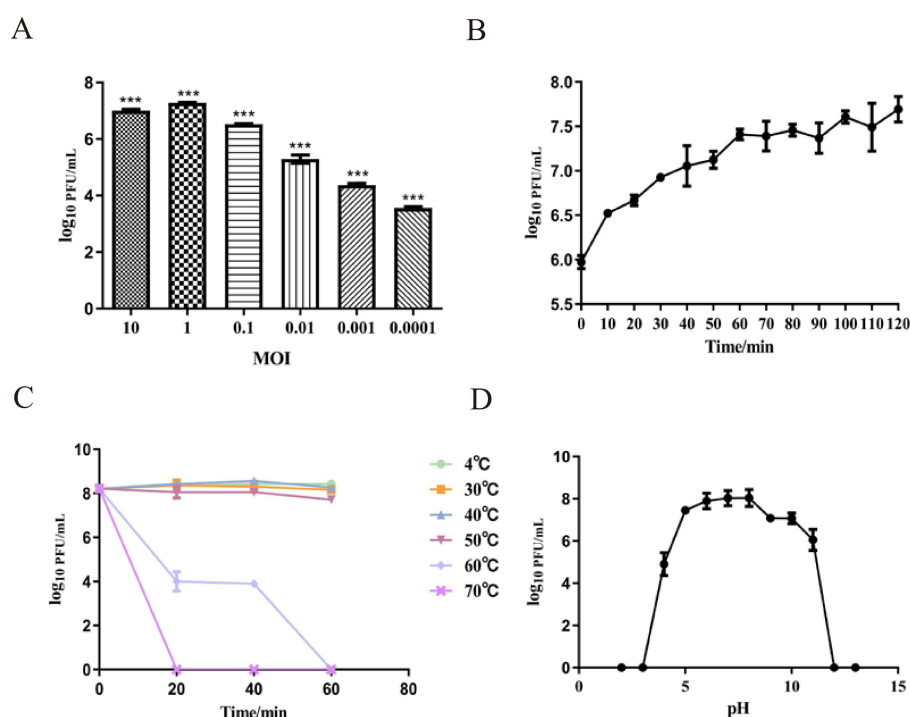 A
log10 PFU/mL
8
6
4
2
0
***
***
***
***
***
***
10 1 0.1 0.01 0.001 0.0001
MOI
B
log10 PFU/mL
8.0
7.5
7.0
6.5
6.0
5.5
0 10 20 30 40 50 60 70 80 90 100 110 120
Time/min
C
log10 PFU/mL
10
8
6
4
2
0
0 20 40 60 80
Time/min
4℃
30℃
40℃
50℃
60℃
70℃
D
log10 PFU/mL
10
8
6
4
2
0
0 5 10 15
pH